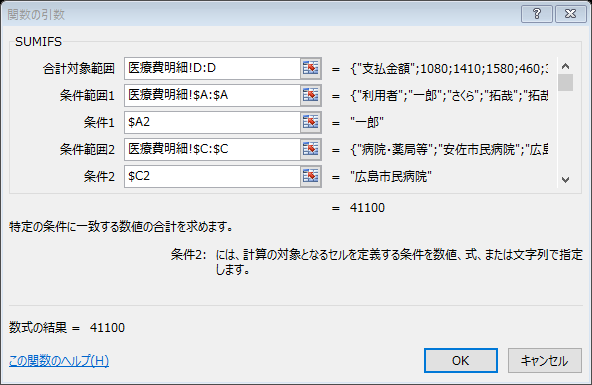 関数の引数
SUMIFS
合計対象範囲 医療費明細!D:D = {"支払金額";1080;1410;1580;460;
条件範囲1 医療費明細!$A:$A = {"利用者";"一郎";"さくら";"拓哉";"拓哉
条件1 $A2 = "一郎"
条件範囲2 医療費明細!$C:$C = {"病院・薬局等";"安佐市民病院";"広島
条件2 $C2 = "広島市民病院"
= 41100
特定の条件に一致する数値の合計を求めます。
条件2: には、計算の対象となるセルを定義する条件を数値、式、または文字列で指定
します。
数式の結果 = 41100
この関数のヘルプ(H)
OK キャンセル